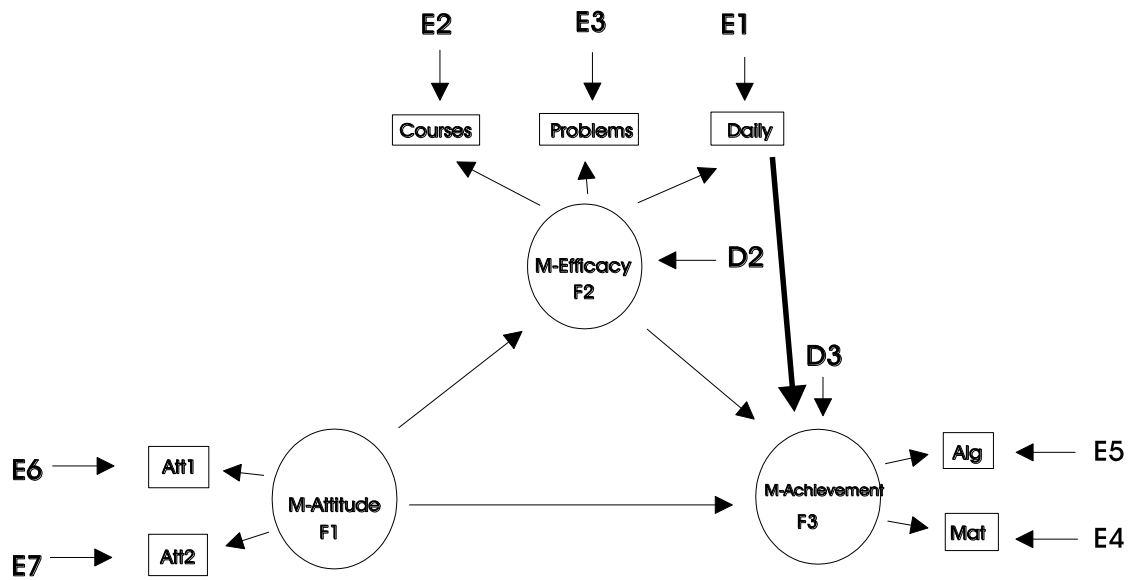 E2
E3
E1
Courses
Problems
Daily
M-Efficacy
F2
D2
D3
E6
Att1
M-Attitude
F1
E7
Att2
M-Achievement
F3
Alg
E5
Mat
E4